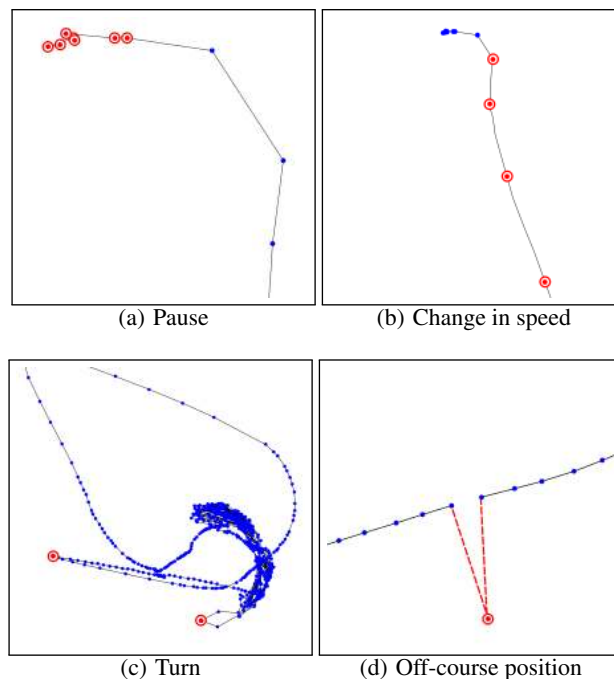 (a) Pause
(b) Change in speed
(c) Turn
(d) Off-course position